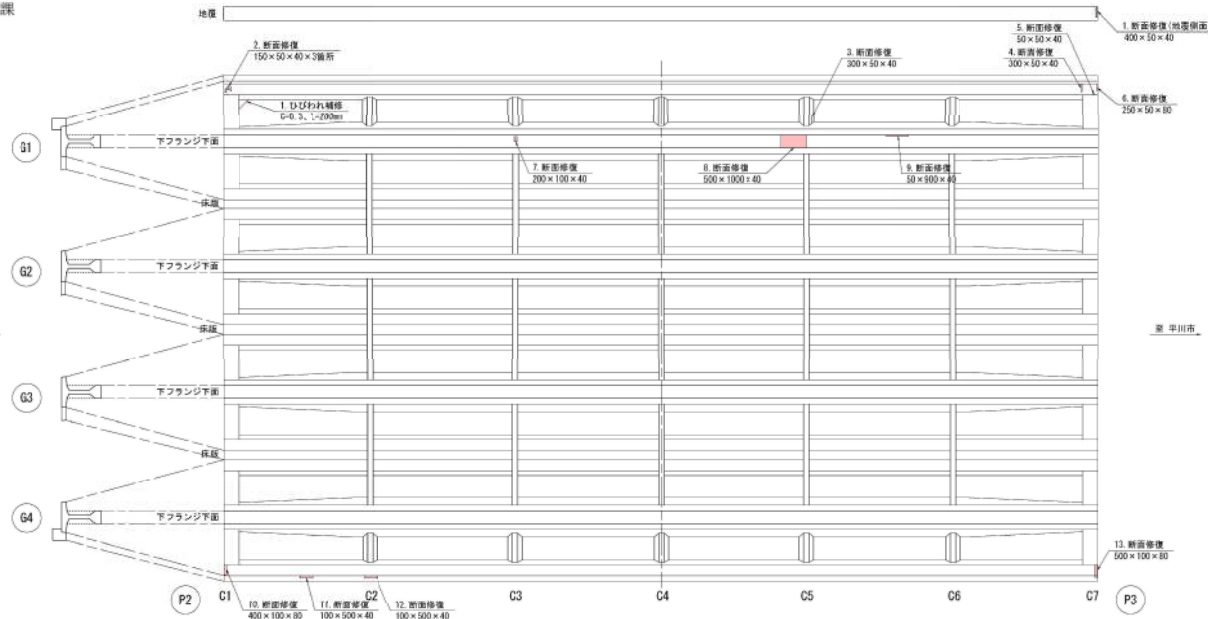 課
地覆
1. 断面修復(地覆側面
400×50×40
2. 断面修復
150×50×40×3箇所
3. 断面修復
300×50×40
5. 断面修復
50×50×40
4. 断面修復
300×50×40
6. 断面修復
250×50×80
1. ひびわれ補修
C-0.3, L-200mm
G1
下フランジ下面
7. 断面修復
200×100×40
8. 断面修復
500×1000×40
9. 断面修復
50×900×40
床版
G2
下フランジ下面
床版
至 平川市
G3
下フランジ下面
床版
G4
下フランジ下面
13. 断面修復
500×100×80
P2
C1
C2
C3
C4
C5
C6
C7
P3
10. 断面修復
400×100×80
11. 断面修復
100×500×40
12. 断面修復
100×500×40